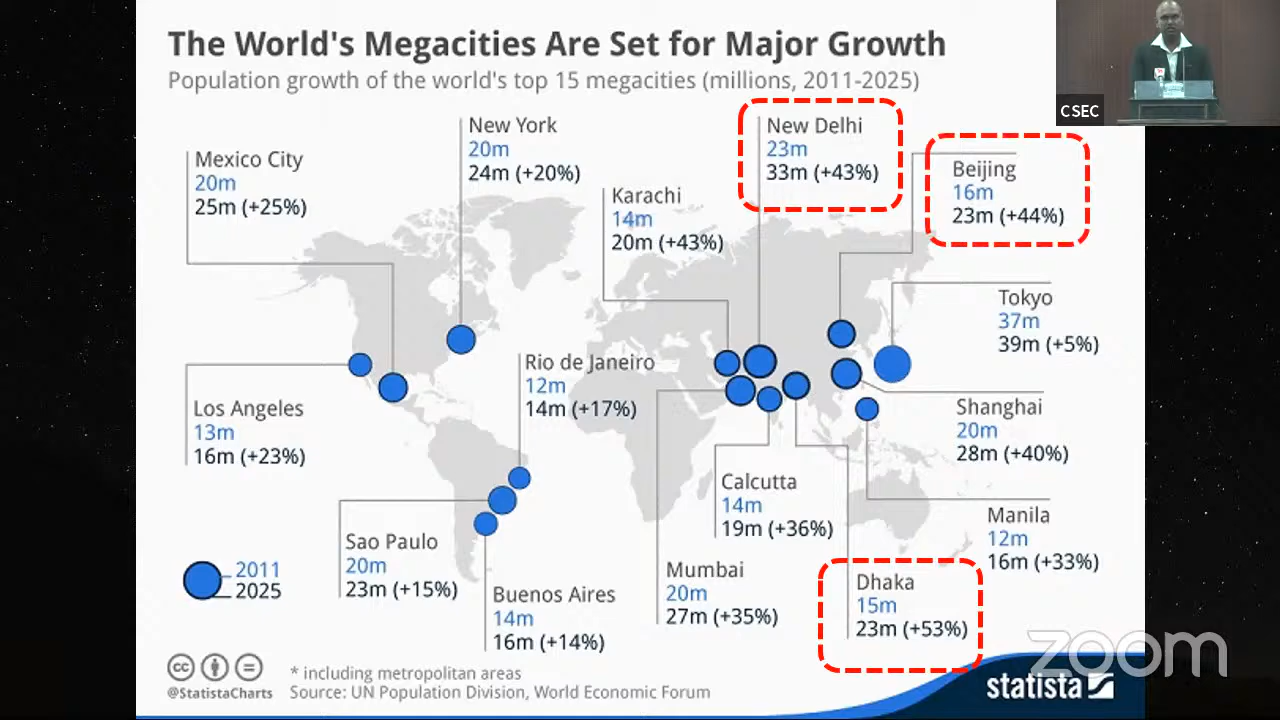 The World's Megacities Are Set for Major Growth
Population growth of the world's top 15 megacities (millions, 2011-2025)
CSEC
New York
20m
24m (+20%)
New Delhi
23m
33m (+43%)
Mexico City
20m
25m (+25%)
Beijing
16m
23m (+44%)
Karachi
14m
20m (+43%)
Tokyo
37m
39m (+5%)
Rio de Janeiro
12m
14m (+17%)
Los Angeles
13m
16m (+23%)
Shanghai
20m
28m (+40%)
Calcutta
14m
19m (+36%)
Manila
12m
16m (+33%)
Sao Paulo
20m
23m (+15%)
Mumbai
20m
27m (+35%)
Dhaka
15m
23m (+53%)
Buenos Aires
14m
16m (+14%)
2011
2025
cc
@StatistaCharts
* including metropolitan areas
Source: UN Population Division, World Economic Forum
statista
zoom